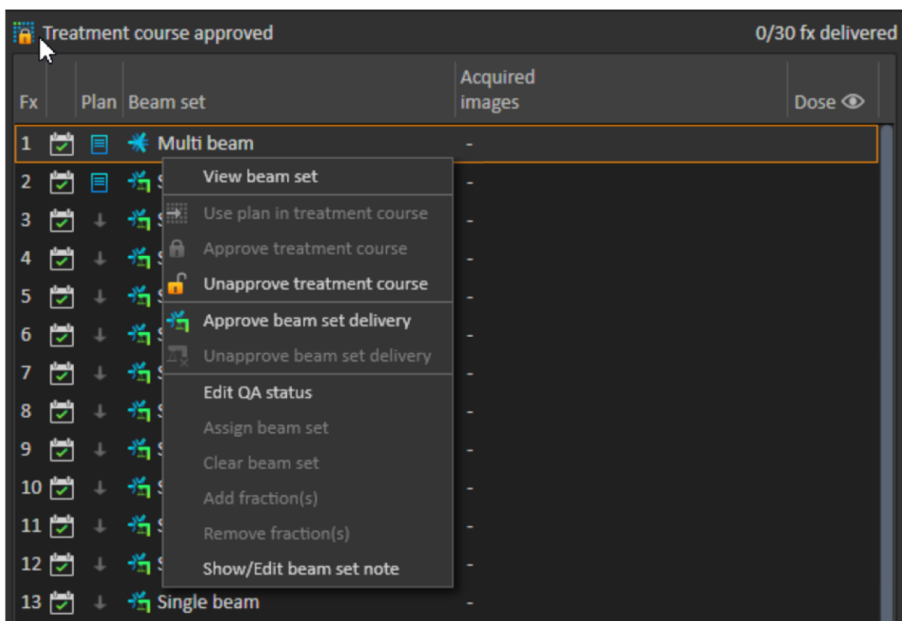 Treatment course approved 0/30 fx delivered
Fx Plan Beam set Acquired images Dose
1 Multi beam -
View beam set
2 S -
Use plan in treatment course
3 S -
Approve treatment course
4 S -
Unapprove treatment course
5 S -
Approve beam set delivery
6 S -
Unapprove beam set delivery
7 S -
Edit QA status
8 S -
Assign beam set
9 S -
Clear beam set
10 S -
Add fraction(s)
11 S -
Remove fraction(s)
12 S -
Show/Edit beam set note
13 Single beam -